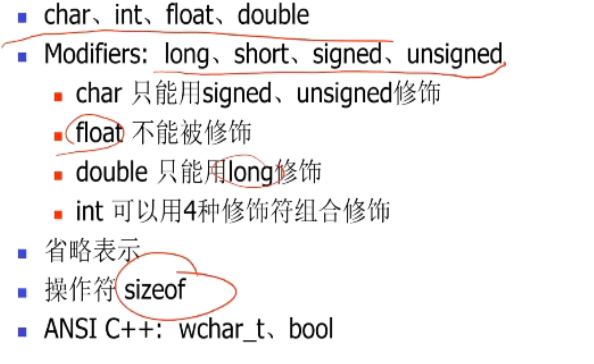 char、int、float、double
Modifiers: long、short、signed、unsigned
char 只能用signed、unsigned修饰
float 不能被修饰
double 只能用long修饰
int 可以用4种修饰符组合修饰
省略表示
操作符 sizeof
ANSI C++: wchar_t、bool